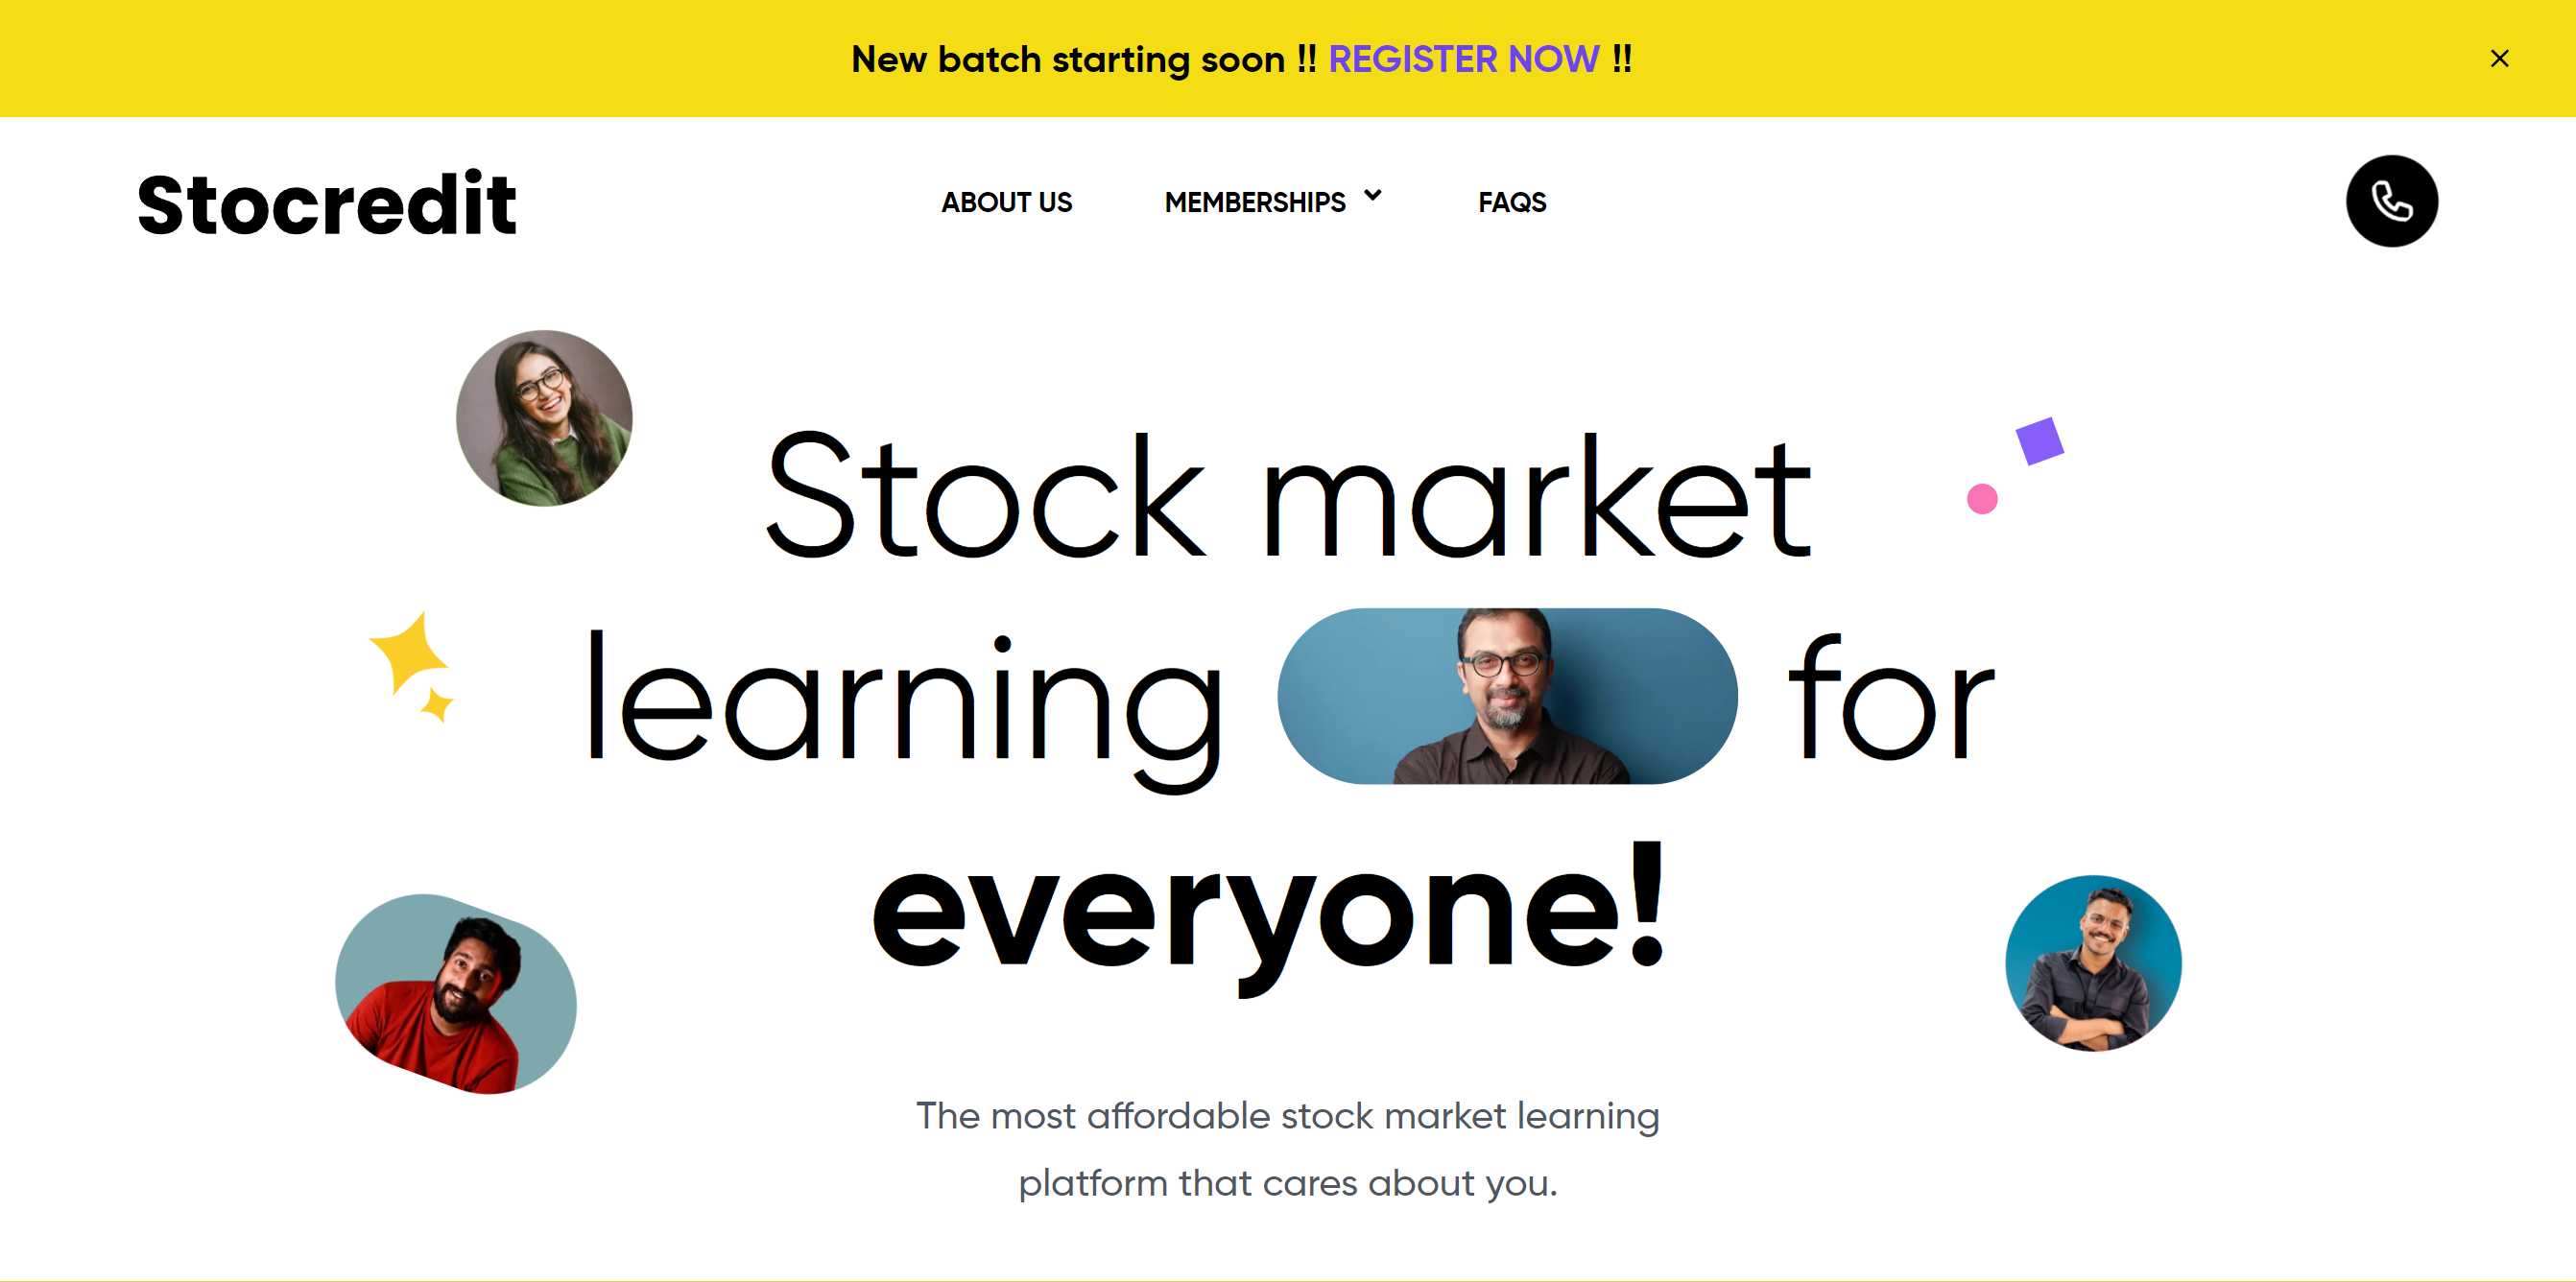 New batch starting soon !! REGISTER NOW !!
Stocredit
ABOUT US MEMBERSHIPS FAQS
Stock market
learning for
everyone!
The most affordable stock market learning
platform that cares about you.